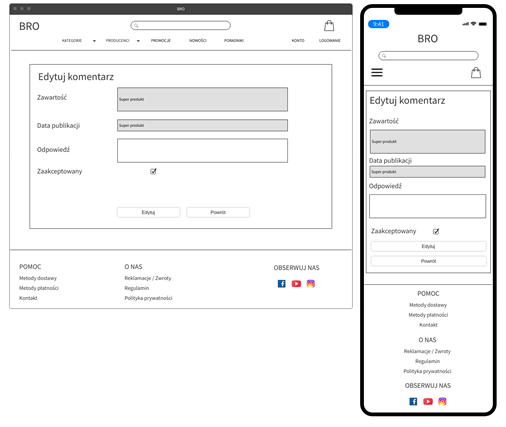 BRO
BRO
KATEGORIE PRODUCENCI PROMOCJE NOWOŚCI PORADNIKI KONTO LOGOWANIE
Edytuj komentarz
Zawartość
Super produkt
Data publikacji
Super produkt
Odpowiedź
Zaakceptowany
Edytuj Powrót
POMOC
Metody dostawy
Metody płatności
Kontakt
O NAS
Reklamacje / Zwroty
Regulamin
Polityka prywatności
OBSERWUJ NAS
9:41
BRO
Edytuj komentarz
Zawartość
Super produkt
Data publikacji
Super produkt
Odpowiedź
Zaakceptowany
Edytuj
Powrót
POMOC
Metody dostawy
Metody płatności
Kontakt
O NAS
Reklamacje / Zwroty
Regulamin
Polityka prywatności
OBSERWUJ NAS